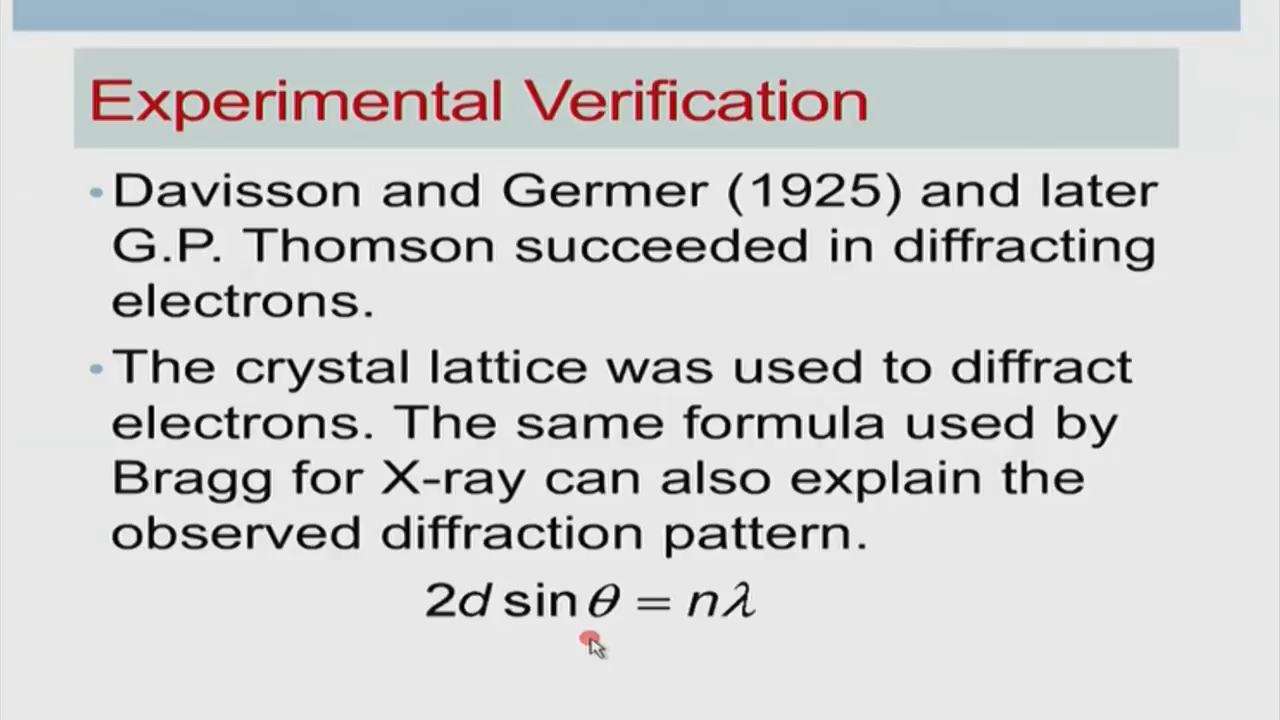 Experimental Verification
• Davisson and Germer (1925) and later
G.P. Thomson succeeded in diffracting
electrons.
• The crystal lattice was used to diffract
electrons. The same formula used by
Bragg for X-ray can also explain the
observed diffraction pattern.
2d sin θ = nλ